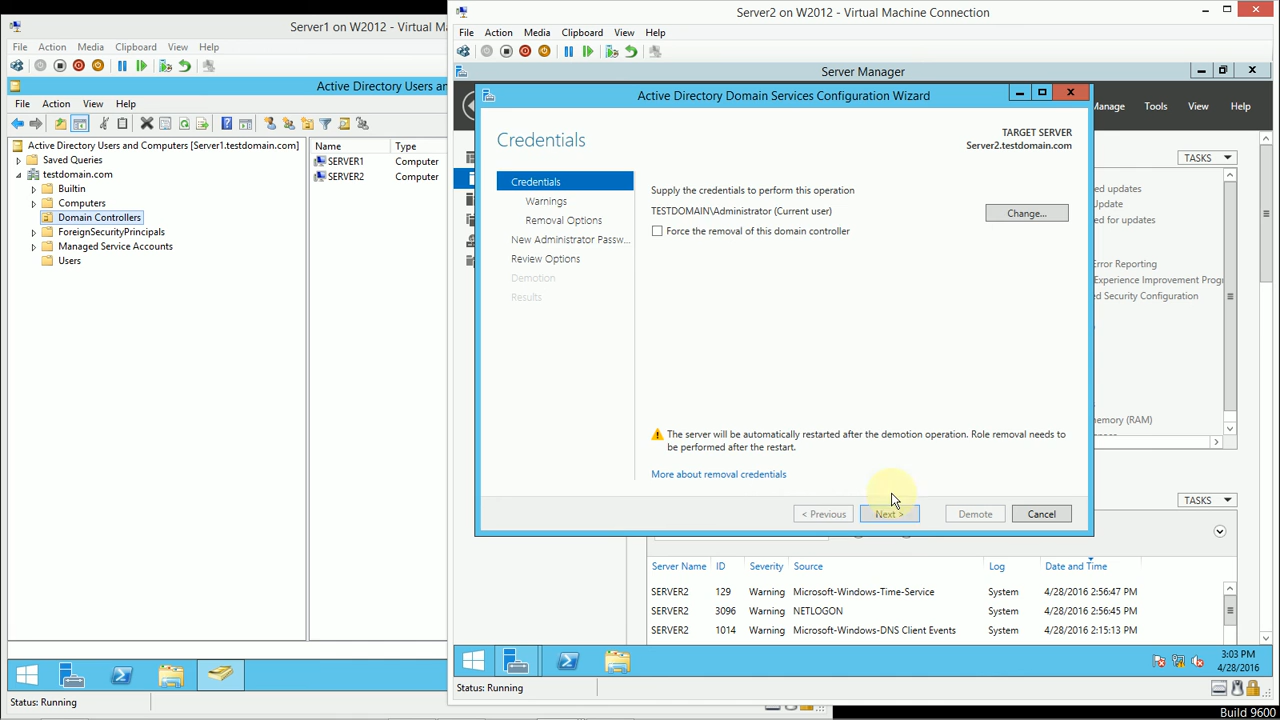 Server1 on W2012 - Virtual M
File Action Media Clipboard View Help
Active Directory Users an
File Action View Help
Active Directory Users and Computers [Server1.testdomain.com]
Saved Queries
testdomain.com
Builtin
Computers
Domain Controllers
ForeignSecurityPrincipals
Managed Service Accounts
Users
Name Type
SERVER1 Computer
SERVER2 Computer
Status: Running
Server2 on W2012 - Virtual Machine Connection
File Action Media Clipboard View Help
Server Manager
Manage Tools View Help
Active Directory Domain Services Configuration Wizard
Credentials
TARGET SERVER
Server2.testdomain.com
Credentials
Warnings
Removal Options
New Administrator Passw...
Review Options
Demotion
Results
Supply the credentials to perform this operation
TESTDOMAIN\Administrator (Current user)
Change...
Force the removal of this domain controller
The server will be automatically restarted after the demotion operation. Role removal needs to
be performed after the restart.
More about removal credentials
< Previous Next > Demote Cancel
TASKS
ed updates
Update
ed for updates
Error Reporting
Experience Improvement Prog
ed Security Configuration
emory (RAM)
TASKS
Server Name ID Severity Source Log Date and Time
SERVER2 129 Warning Microsoft-Windows-Time-Service System 4/28/2016 2:56:47 PM
SERVER2 3096 Warning NETLOGON System 4/28/2016 2:56:45 PM
SERVER2 1014 Warning Microsoft-Windows-DNS Client Events System 4/28/2016 2:15:13 PM
3:03 PM
4/28/2016
Status: Running
Build 9600